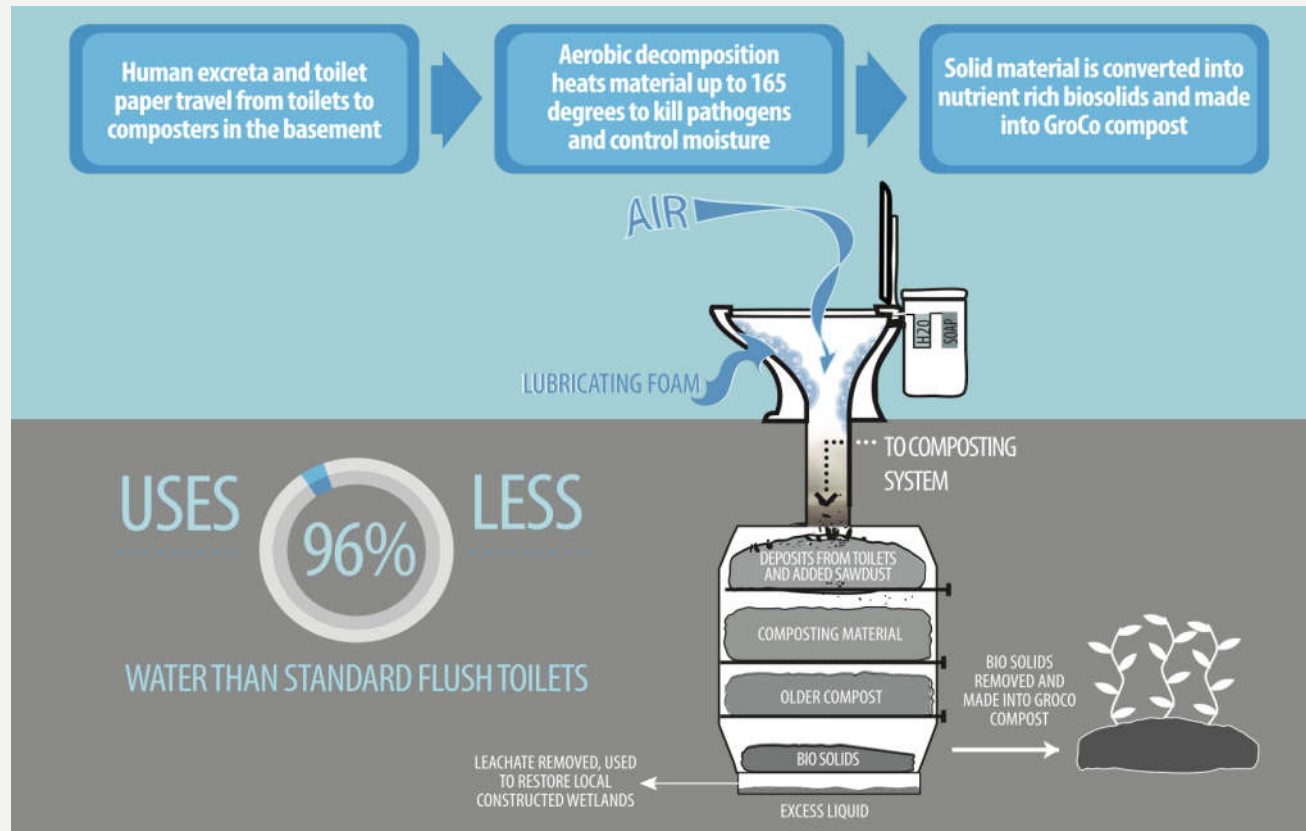 Human excreta and toilet
paper travel from toilets to
composters in the basement
Aerobic decomposition
heats material up to 165
degrees to kill pathogens
and control moisture
Solid material is converted into
nutrient rich biosolids and made
into GroCo compost
AIR
H2O
SOAP
LUBRICATING FOAM
TO COMPOSTING
SYSTEM
USES
96%
LESS
WATER THAN STANDARD FLUSH TOILETS
DEPOSITS FROM TOILETS
AND ADDED SAWDUST
COMPOSTING MATERIAL
OLDER COMPOST
BIO SOLIDS
EXCESS LIQUID
BIO SOLIDS
REMOVED AND
MADE INTO GROCO
COMPOST
LEACHATE REMOVED, USED
TO RESTORE LOCAL
CONSTRUCTED WETLANDS